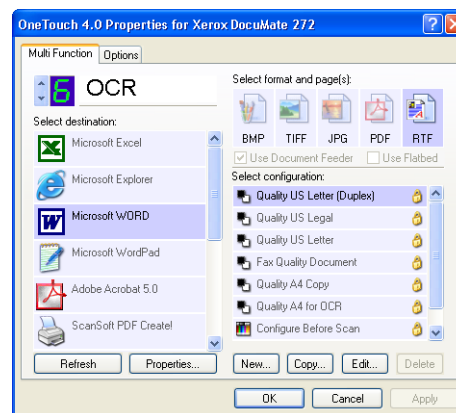 OneTouch 4.0 Properties for Xerox DocuMate 272
Multi Function
Options
6 OCR
Select destination:
Microsoft Excel
Microsoft Explorer
Microsoft WORD
Microsoft WordPad
Adobe Acrobat 5.0
ScanSoft PDF Create!
Refresh
Properties...
Select format and page(s):
BMP TIFF JPG PDF RTF
Use Document Feeder
Use Flatbed
Select configuration:
Quality US Letter (Duplex)
Quality US Legal
Quality US Letter
Fax Quality Document
Quality A4 Copy
Quality A4 for OCR
Configure Before Scan
New... Copy... Edit... Delete
OK Cancel Apply